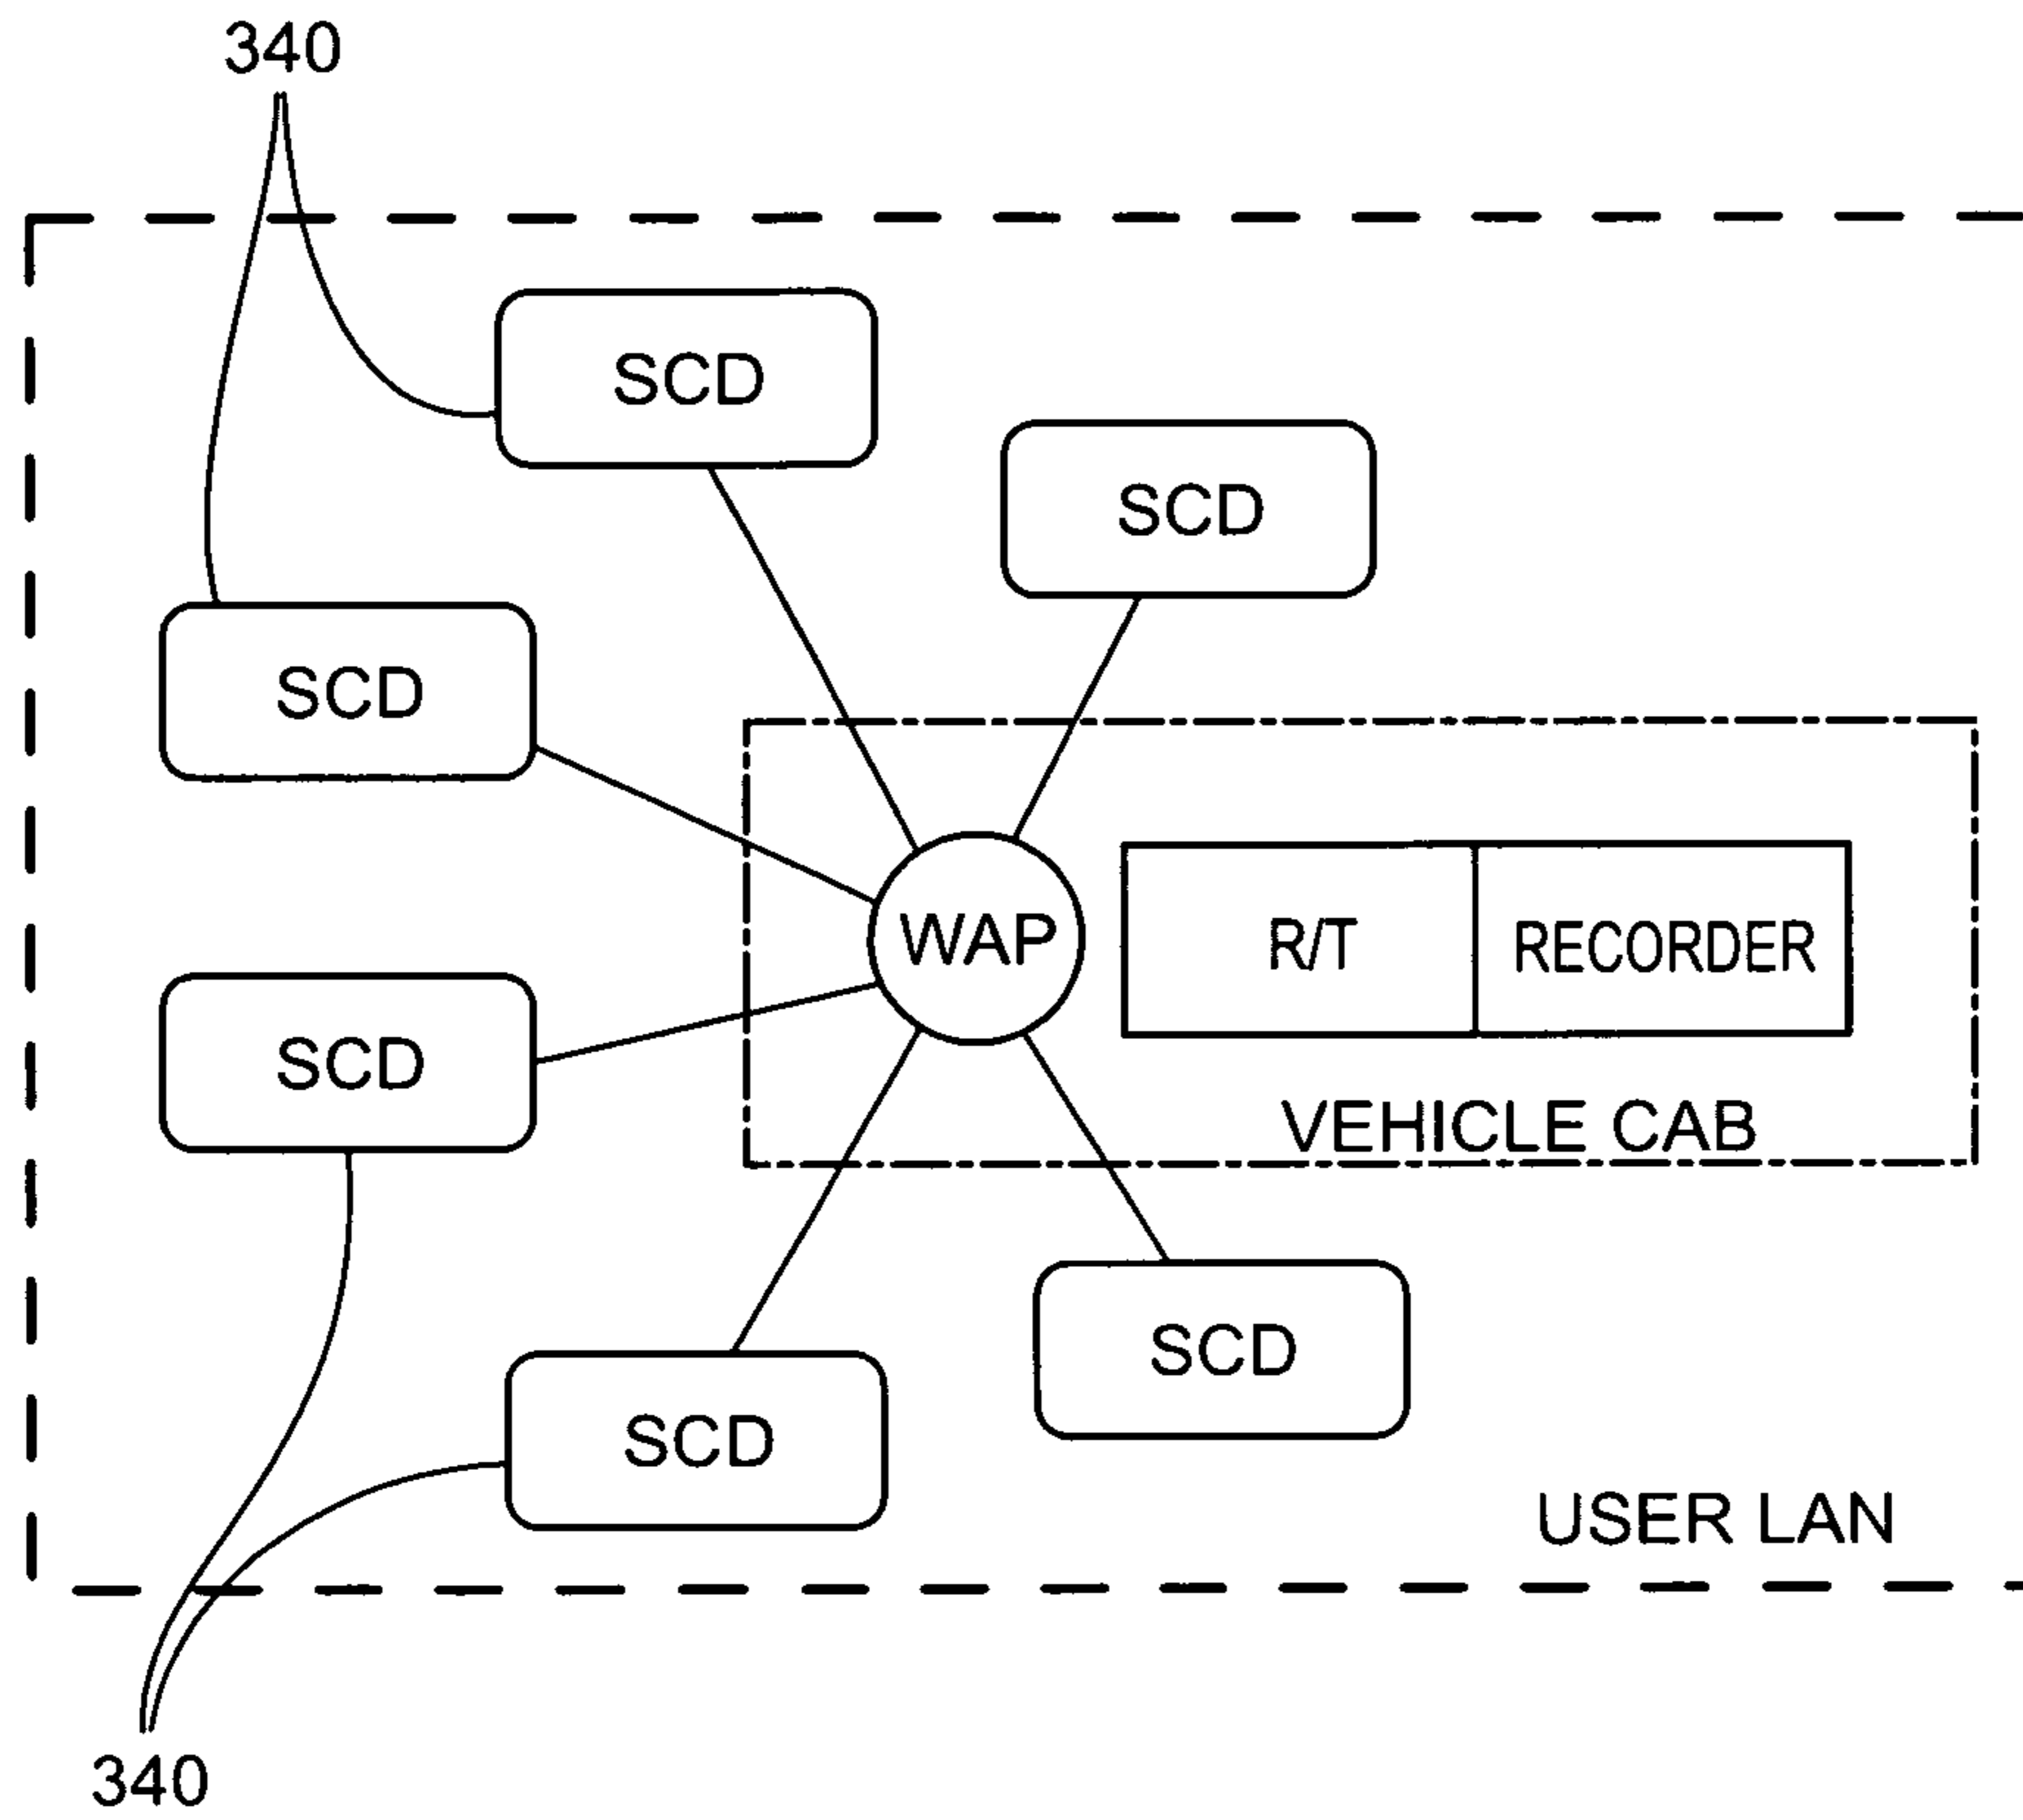 340
SCD
SCD
SCD
WAP
R/T
RECORDER
SCD
VEHICLE CAB
SCD
SCD
USER LAN
340